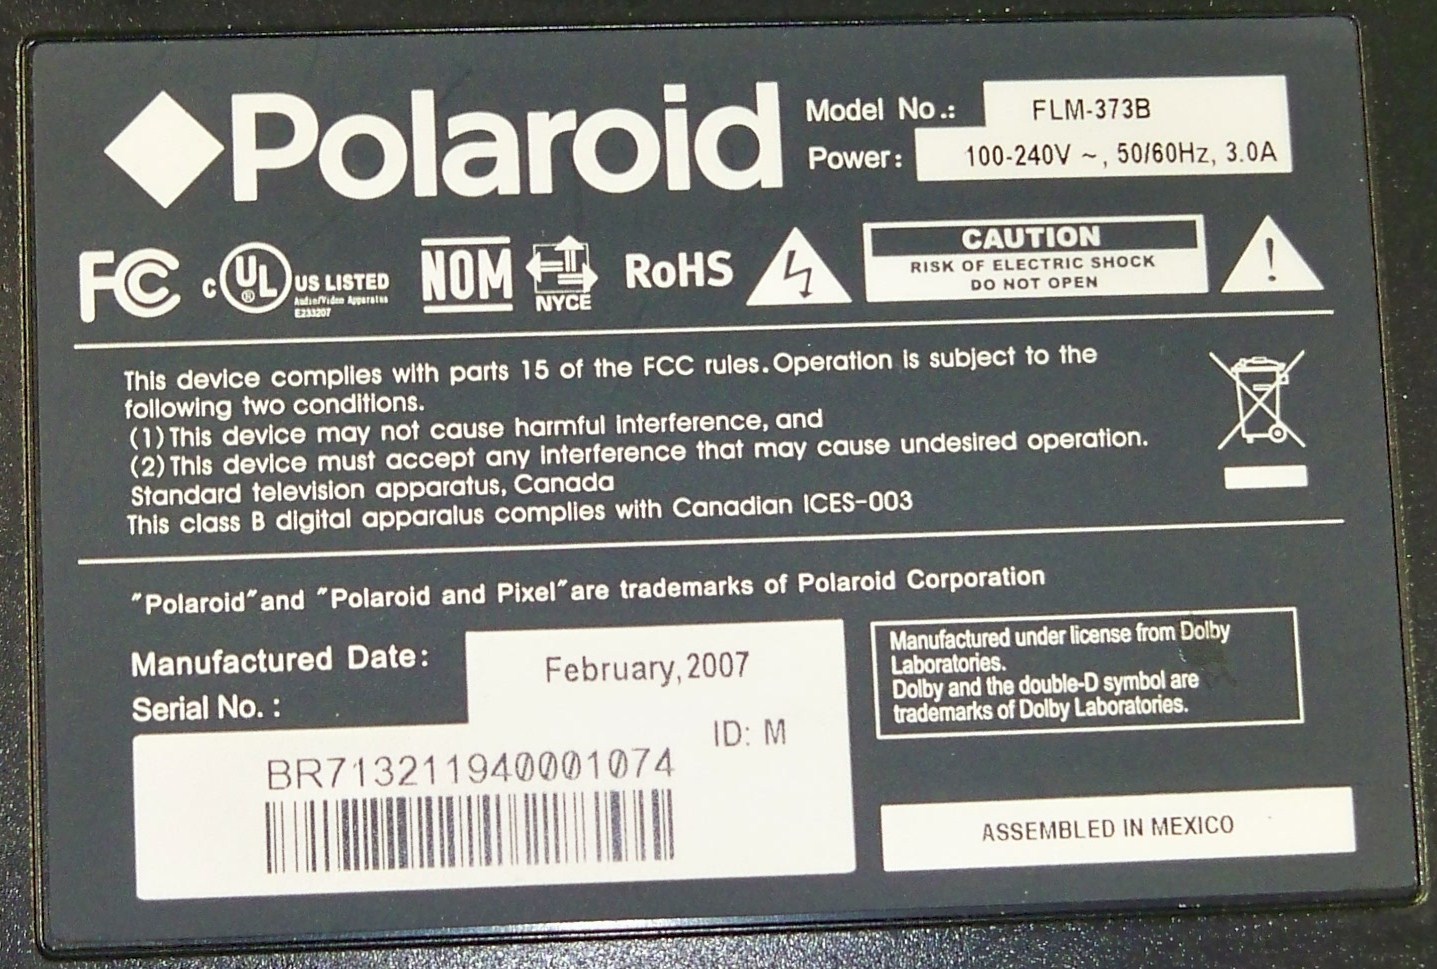 Polaroid
Model No.: FLM-373B
Power: 100-240V ~, 50/60Hz, 3.0A
FC
c UL ® US LISTED
Audio/Video Apparatus
E233207
NOM
NYCE
RoHS
CAUTION
RISK OF ELECTRIC SHOCK
DO NOT OPEN
!
This device complies with parts 15 of the FCC rules. Operation is subject to the
following two conditions.
(1) This device may not cause harmful interference, and
(2) This device must accept any interference that may cause undesired operation.
Standard television apparatus, Canada
This class B digital apparalus complies with Canadian ICES-003
"Polaroid" and "Polaroid and Pixel" are trademarks of Polaroid Corporation
Manufactured Date: February, 2007
Serial No. :
ID: M
BR713211940001074
Manufactured under license from Dolby
Laboratories.
Dolby and the double-D symbol are
trademarks of Dolby Laboratories.
ASSEMBLED IN MEXICO